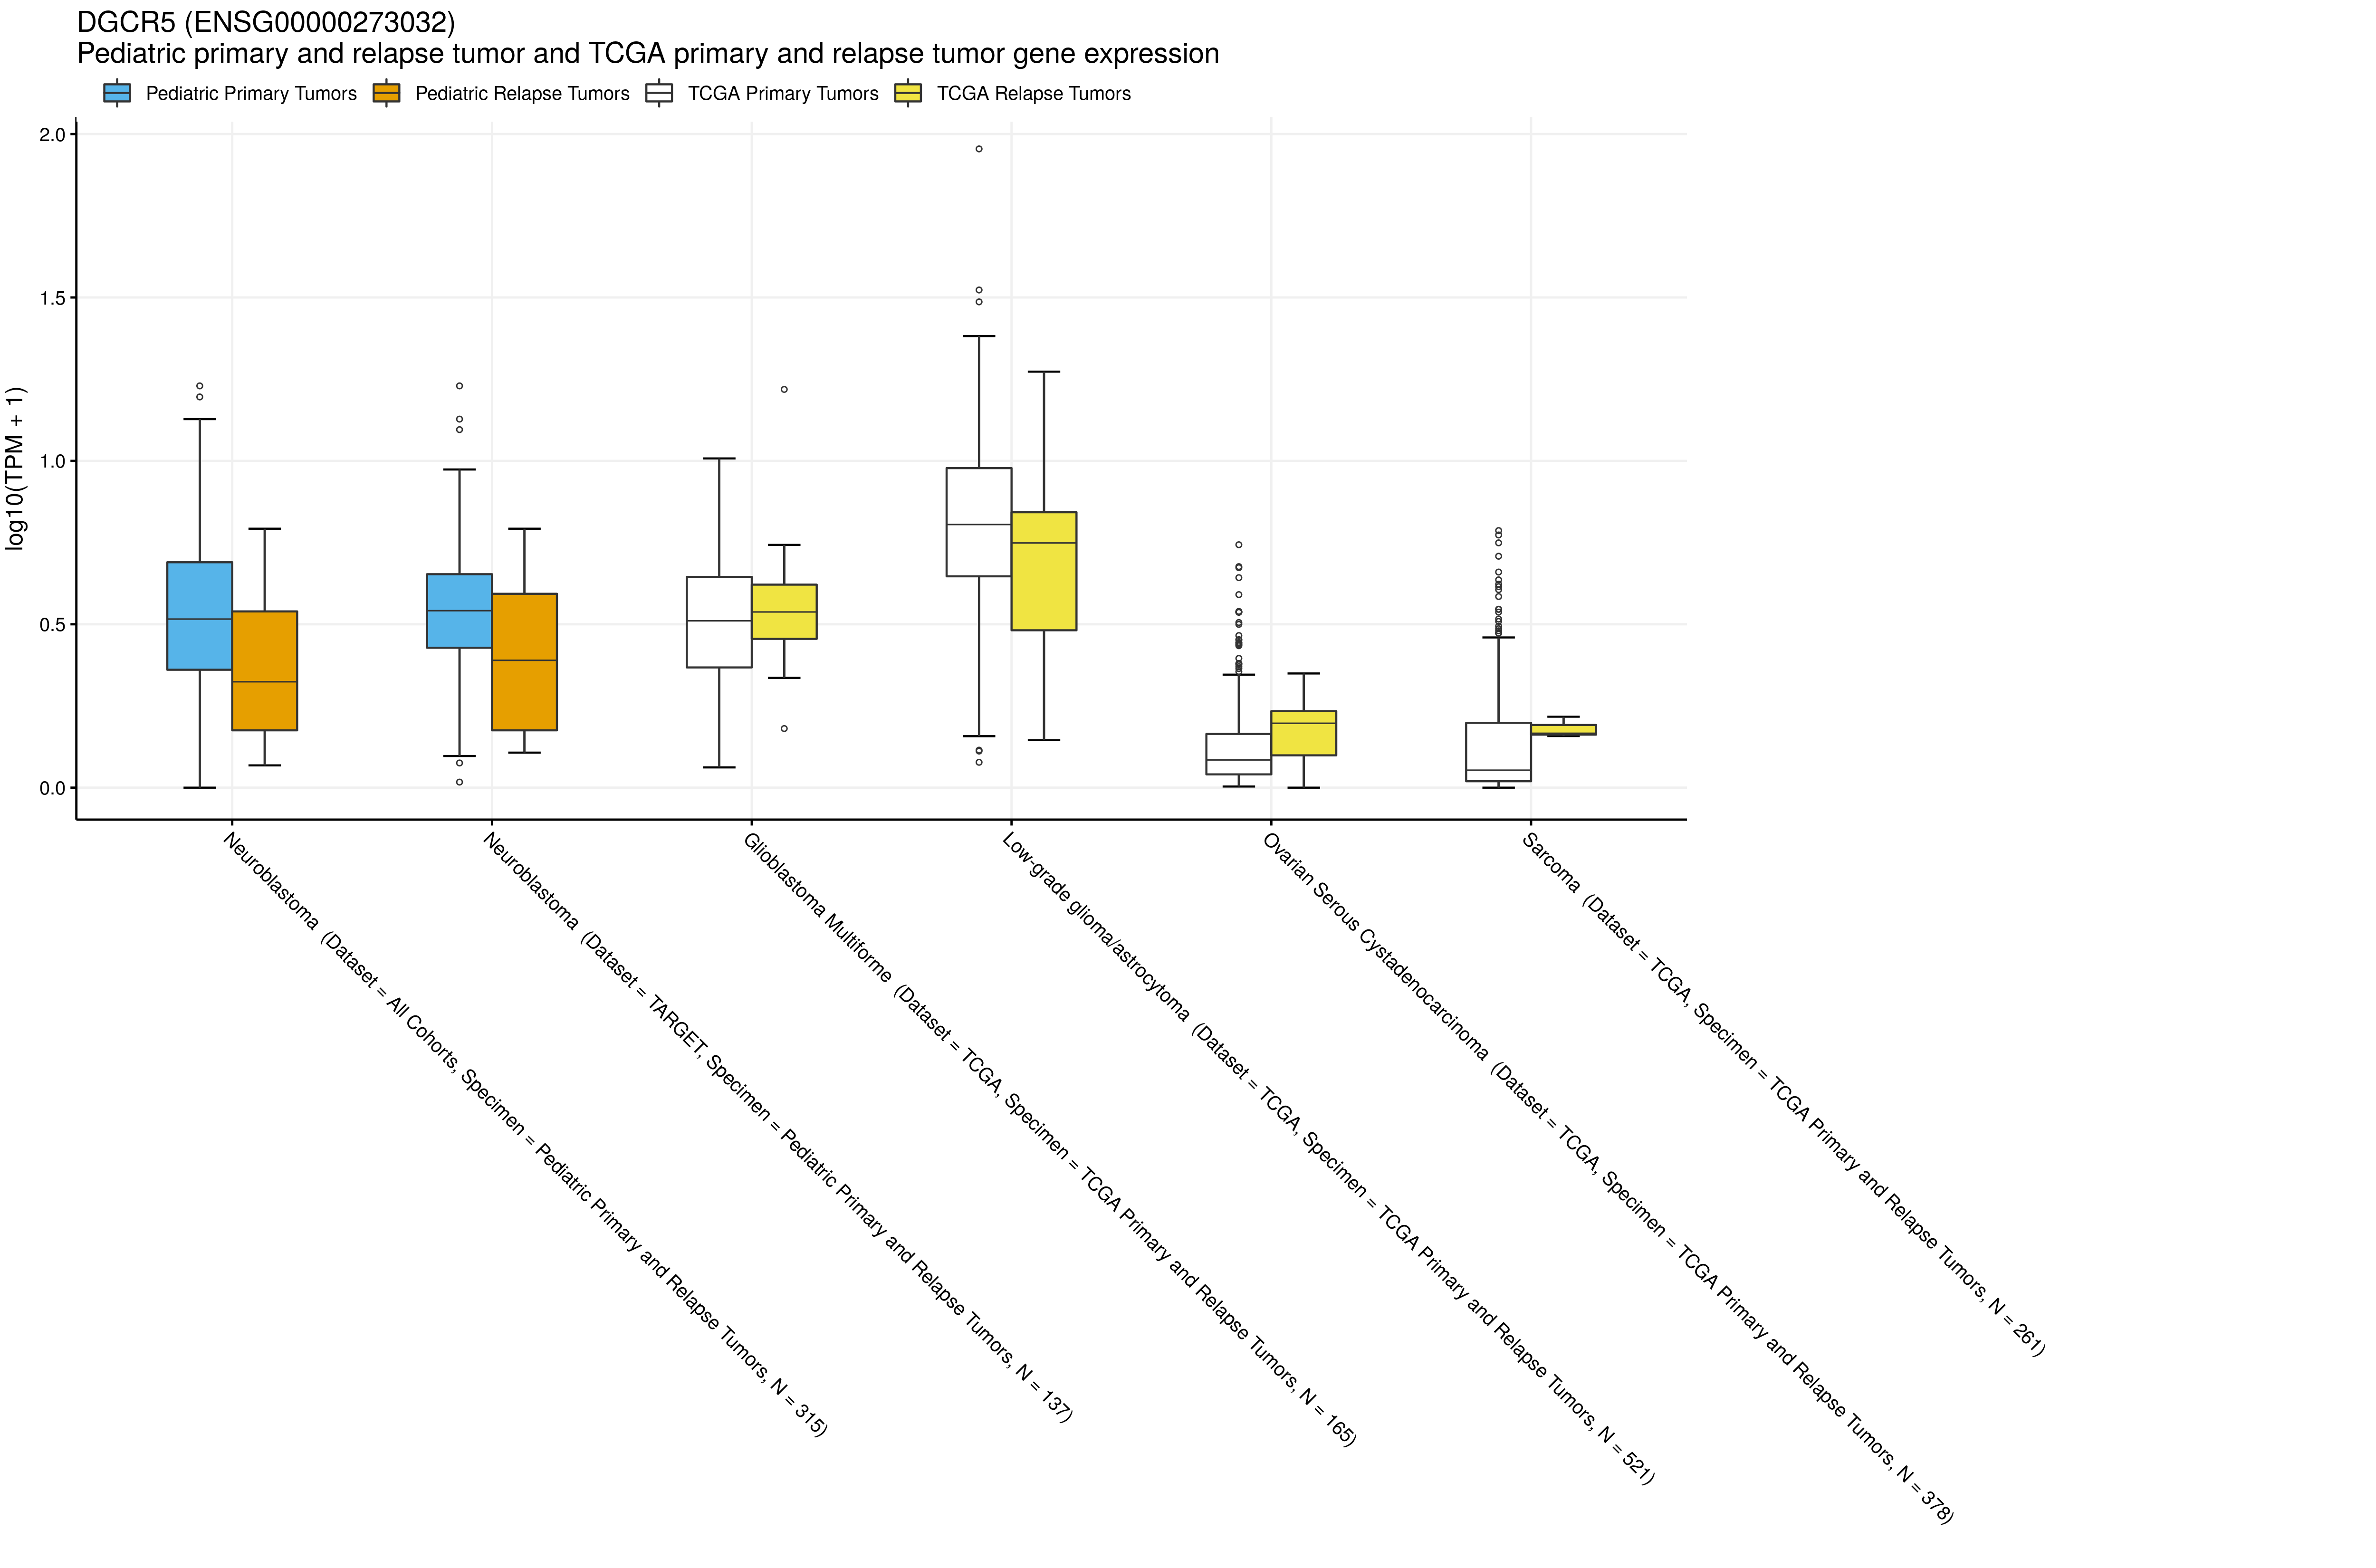 DGCR5 (ENSG00000273032)
Pediatric primary and relapse tumor and TCGA primary and relapse tumor gene expression
Pediatric Primary Tumors
Pediatric Relapse Tumors
TCGA Primary Tumors
TCGA Relapse Tumors
log10(TPM + 1)
2.0
1.5
1.0
0.5
0.0
Neuroblastoma (Dataset = All Cohorts, Specimen = Pediatric Primary and Relapse Tumors, N = 315)
Neuroblastoma (Dataset = TARGET, Specimen = Pediatric Primary and Relapse Tumors, N = 137)
Glioblastoma Multiforme (Dataset = TCGA, Specimen = TCGA Primary and Relapse Tumors, N = 165)
Low-grade glioma/astrocytoma (Dataset = TCGA, Specimen = TCGA Primary and Relapse Tumors, N = 521)
Ovarian Serous Cystadenocarcinoma (Dataset = TCGA, Specimen = TCGA Primary and Relapse Tumors, N = 378)
Sarcoma (Dataset = TCGA, Specimen = TCGA Primary and Relapse Tumors, N = 261)